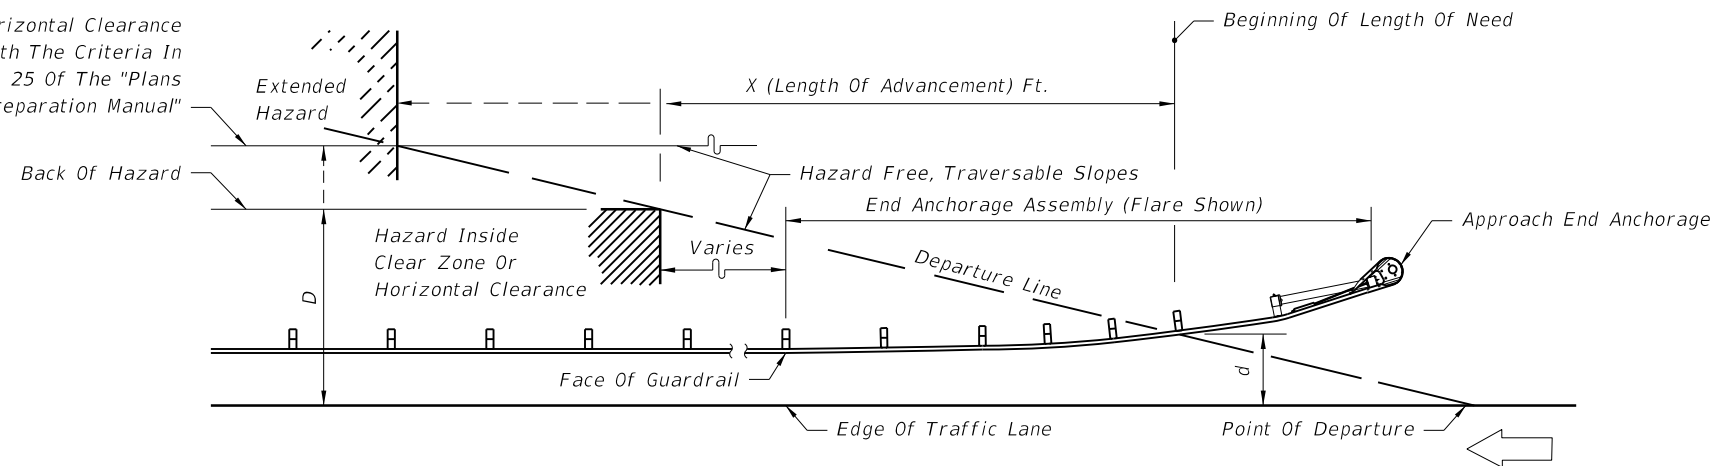 Horizontal Clearance
th The Criteria In
25 Of The "Plans
reparation Manual"
Back Of Hazard
Extended
Hazard
Beginning Of Length Of Need
X (Length Of Advancement) Ft.
Hazard Free, Traversable Slopes
End Anchorage Assembly (Flare Shown)
Approach End Anchorage
Hazard Inside
Clear Zone Or
Horizontal Clearance
Varies
Departure Line
D
d
Face Of Guardrail
Edge Of Traffic Lane
Point Of Departure